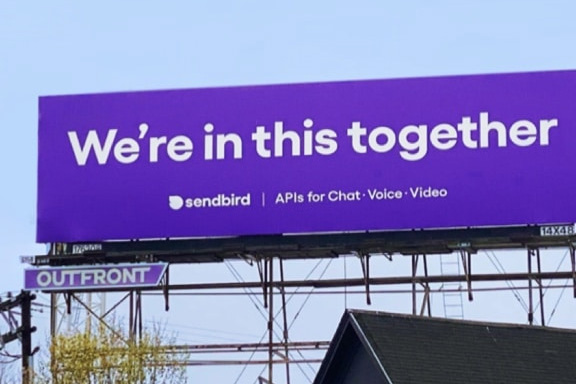 We're in this together
sendbird | APIs for Chat · Voice · Video
14X48
OUTFRONT